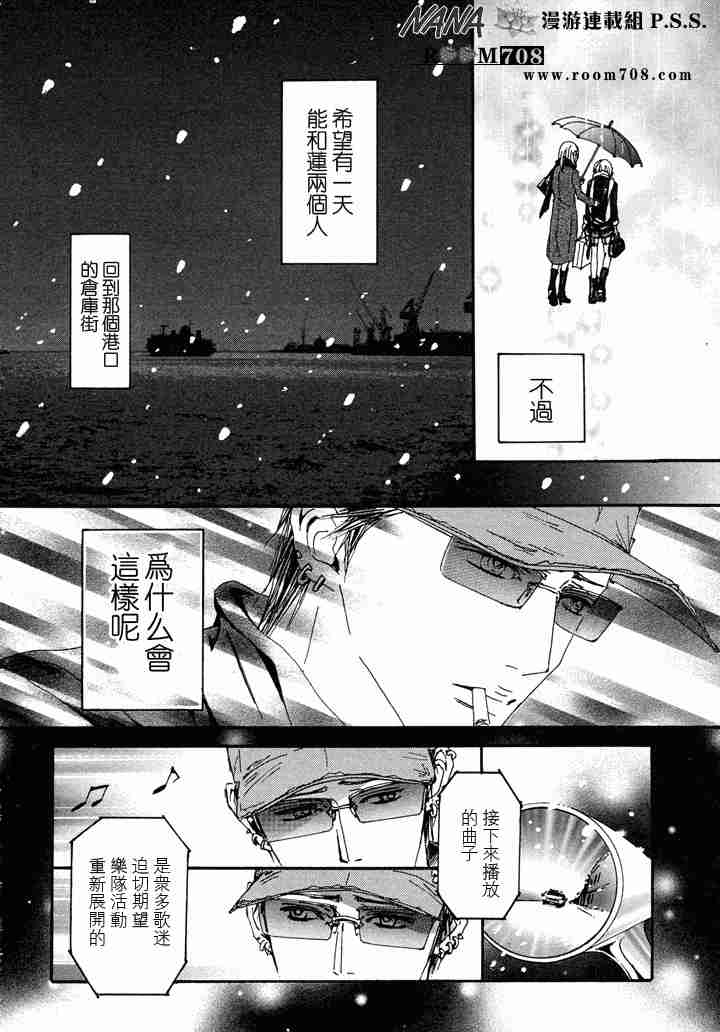 NANA 漫游連載組 P.S.S.
ROOM708
www.room708.com
不過
希望有一天
能和蓮兩個人
回到那個港口
的倉庫街
爲什么會
這樣呢
接下來播放
的曲子
是衆多歌迷
迫切期望
樂隊活動
重新展開的